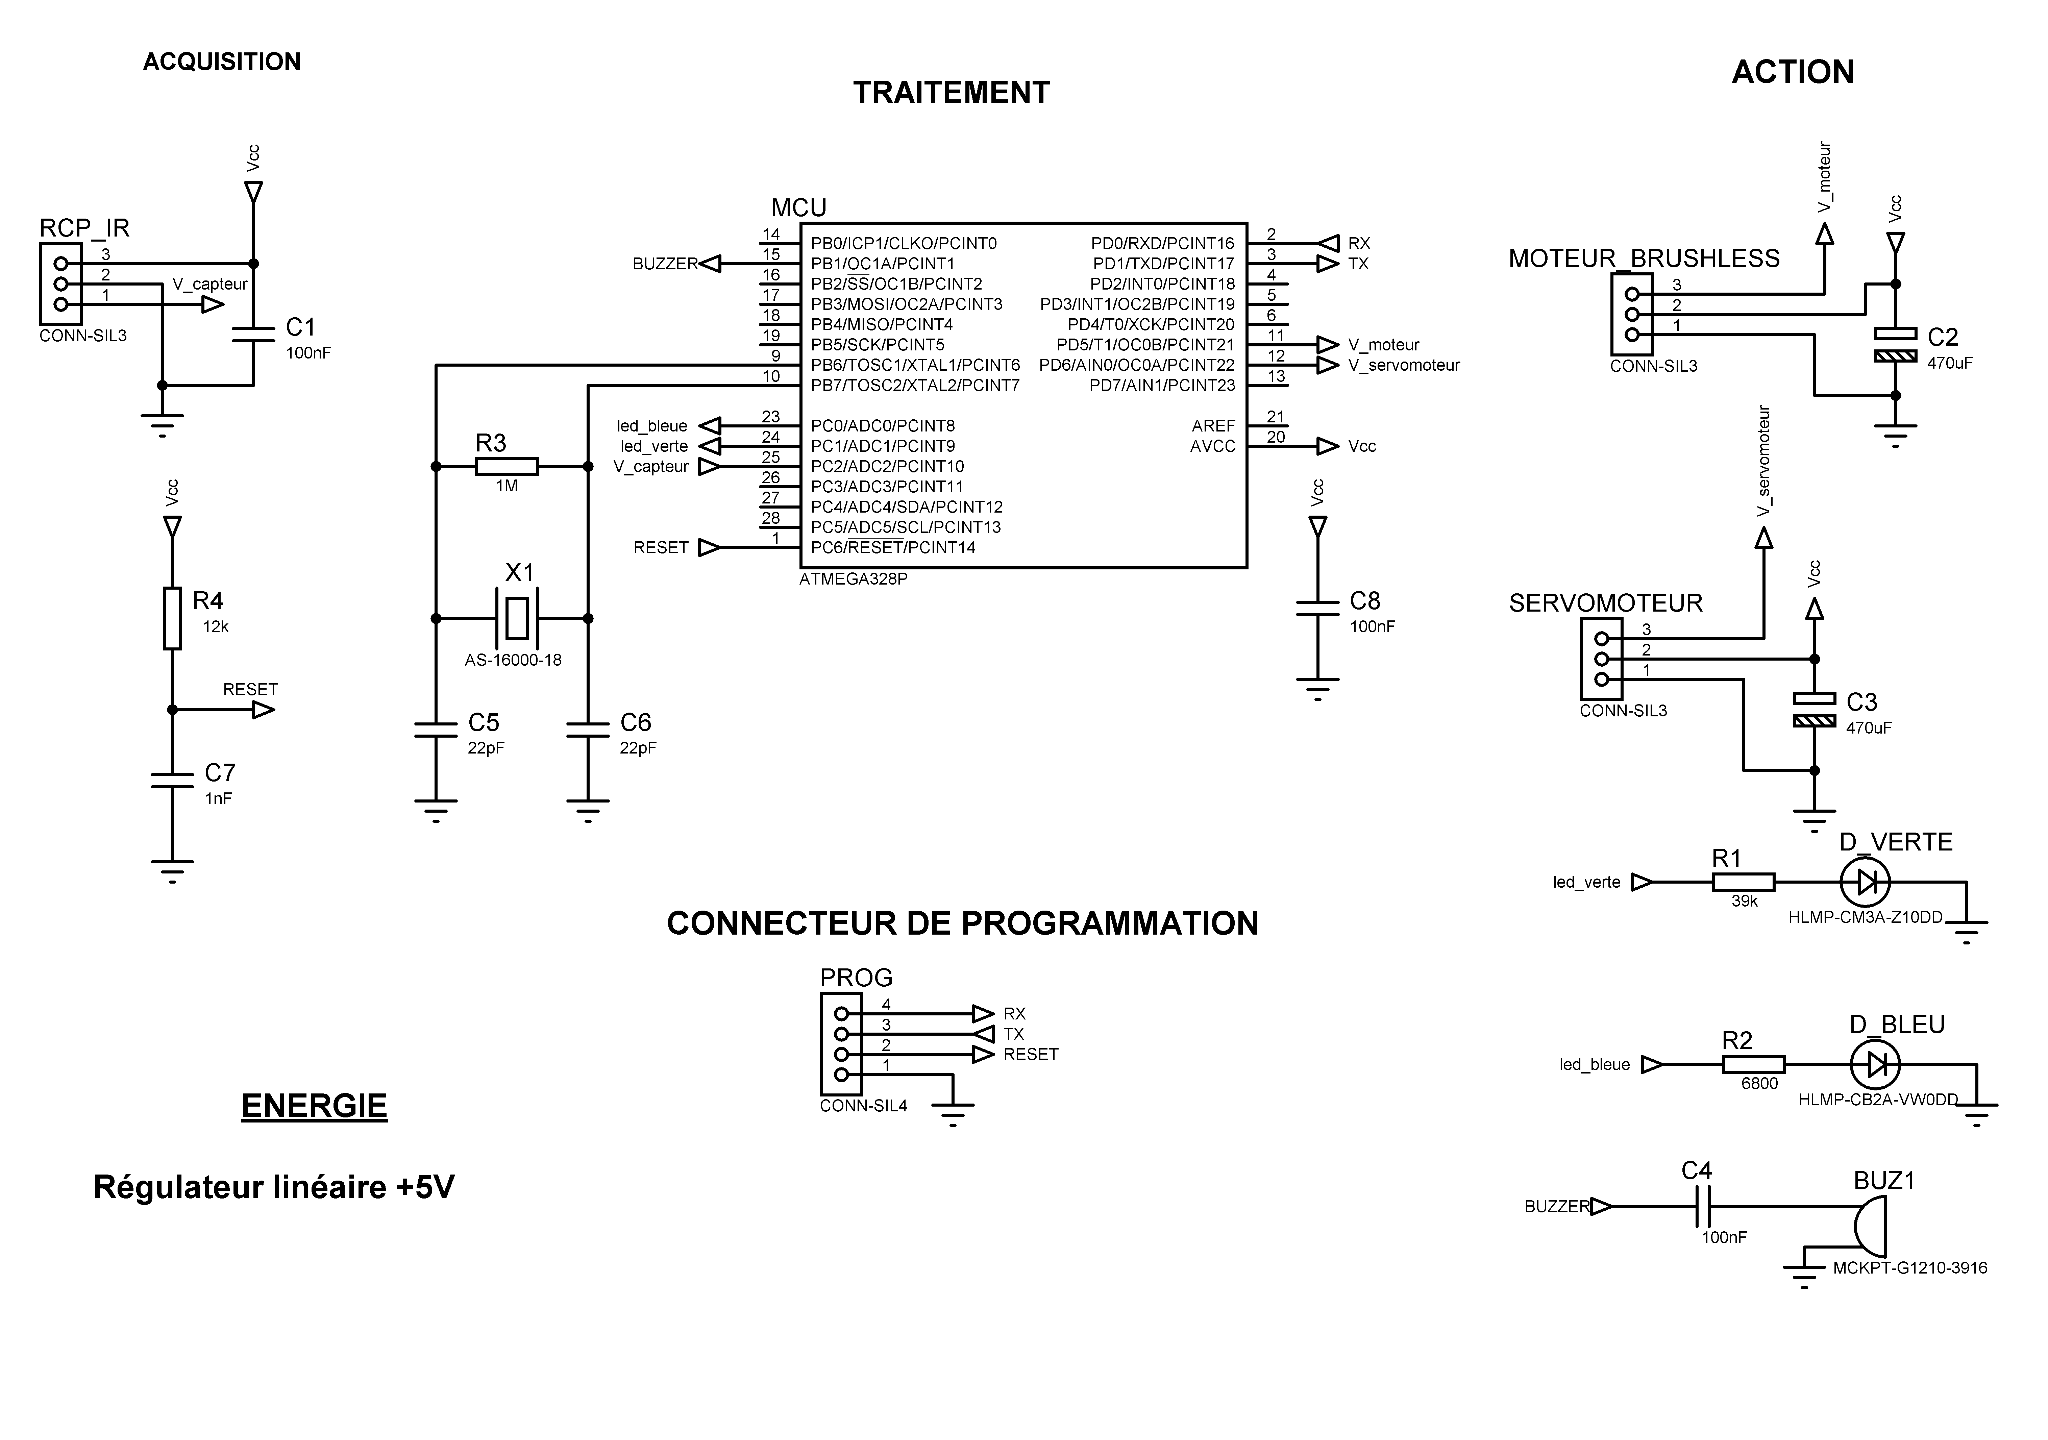 ACQUISITION
TRAITEMENT
ACTION
Vcc
RCP_IR
3
2
1
V_capteur
CONN-SIL3
C1
100nF
Vcc
R4
12k
RESET
C7
1nF
MCU
14 PB0/ICP1/CLKO/PCINT0
BUZZER 15 PB1/OC1A/PCINT1
16 PB2/SS/OC1B/PCINT2
17 PB3/MOSI/OC2A/PCINT3
18 PB4/MISO/PCINT4
19 PB5/SCK/PCINT5
9 PB6/TOSC1/XTAL1/PCINT6
10 PB7/TOSC2/XTAL2/PCINT7
led_bleue 23 PC0/ADC0/PCINT8
led_verte 24 PC1/ADC1/PCINT9
V_capteur 25 PC2/ADC2/PCINT10
26 PC3/ADC3/PCINT11
27 PC4/ADC4/SDA/PCINT12
28 PC5/ADC5/SCL/PCINT13
RESET 1 PC6/RESET/PCINT14
PD0/RXD/PCINT16 2 RX
PD1/TXD/PCINT17 3 TX
PD2/INT0/PCINT18 4
PD3/INT1/OC2B/PCINT19 5
PD4/T0/XCK/PCINT20 6
PD5/T1/OC0B/PCINT21 11 V_moteur
PD6/AIN0/OC0A/PCINT22 12 V_servomoteur
PD7/AIN1/PCINT23 13
AREF 21
AVCC 20 Vcc
ATMEGA328P
R3
1M
X1
AS-16000-18
C5
22pF
C6
22pF
Vcc
C8
100nF
V_moteur
Vcc
MOTEUR_BRUSHLESS
3
2
1
CONN-SIL3
C2
470uF
V_servomoteur
Vcc
SERVOMOTEUR
3
2
1
CONN-SIL3
C3
470uF
led_verte
R1
39k
D_VERTE
HLMP-CM3A-Z10DD
led_bleue
R2
6800
D_BLEU
HLMP-CB2A-VW0DD
BUZZER
C4
100nF
BUZ1
MCKPT-G1210-3916
CONNECTEUR DE PROGRAMMATION
PROG
4 RX
3 TX
2 RESET
1
CONN-SIL4
ENERGIE
Régulateur linéaire +5V